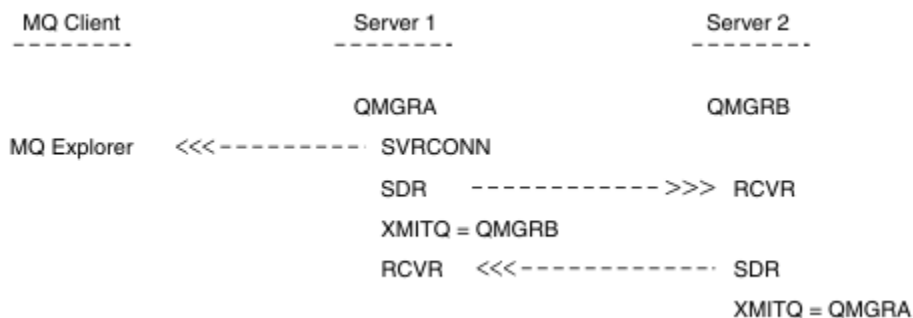 MQ Client Server 1 Server 2
QMGRA QMGRB
MQ Explorer <<<---------- SVRCONN
SDR ------------>>> RCVR
XMITQ = QMGRB
RCVR <<<------------- SDR
XMITQ = QMGRA